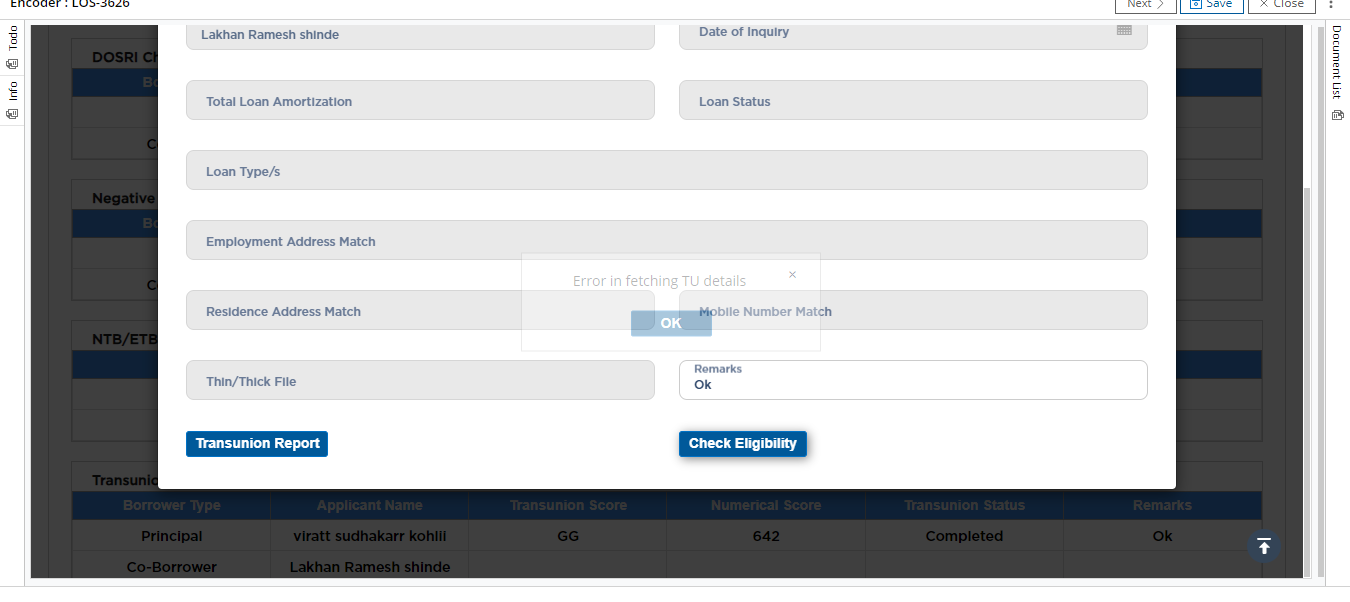 Encoder : LOS-3626
Next
Save
Close
Todo
Info
Document List
Lakhan Ramesh shinde
Date of Inquiry
DOSRI Ch
Bo
Total Loan Amortization
Loan Status
C
Loan Type/s
Negative
Bo
Employment Address Match
Error in fetching TU details
C
Residence Address Match
OK
Mobile Number Match
NTB/ETB
Thin/Thick File
Remarks
Ok
Transunion Report
Check Eligibility
Transunio
Borrower Type Applicant Name Transunion Score Numerical Score Transunion Status Remarks
Principal viratt sudhakarr kohlii GG 642 Completed Ok
Co-Borrower Lakhan Ramesh shinde